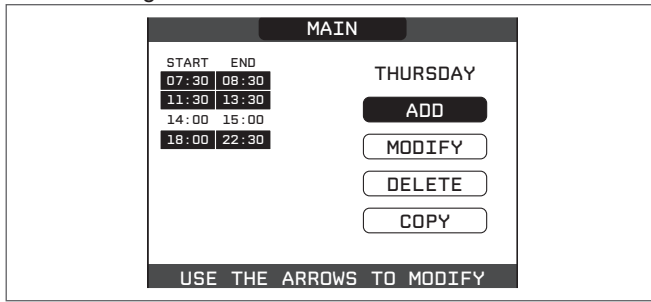 MAIN
START END
07:30 08:30
11:30 13:30
14:00 15:00
18:00 22:30
THURSDAY
ADD
MODIFY
DELETE
COPY
USE THE ARROWS TO MODIFY